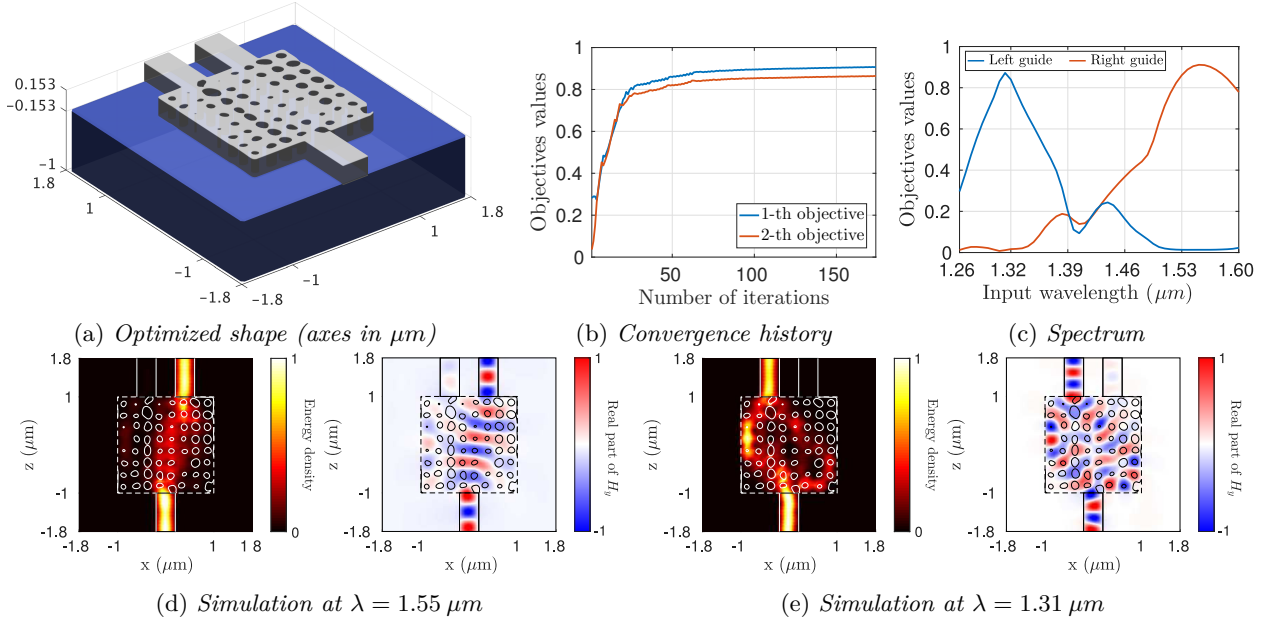 0.153
−0.153
−1
1.8
1
−1
−1.8
−1.8
−1
1
1.8
(a) Optimized shape (axes in μm)
Objectives values
1
0.8
0.6
0.4
0.2
0
50
100
150
1-th objective
2-th objective
Number of iterations
(b) Convergence history
Objectives values
1
0.8
0.6
0.4
0.2
0
Left guide
Right guide
1.26
1.32
1.39
1.46
1.53
1.60
Input wavelength (μm)
(c) Spectrum
z (μm)
1.8
1
-1
-1.8
-1.8
-1
1
1.8
x (μm)
1
0
Energy density
z (μm)
1.8
1
-1
-1.8
-1.8
-1
1
1.8
x (μm)
1
-1
Real part of Hy
(d) Simulation at λ = 1.55 μm
z (μm)
1.8
1
-1
-1.8
-1.8
-1
1
1.8
x (μm)
1
0
Energy density
z (μm)
1.8
1
-1
-1.8
-1.8
-1
1
1.8
x (μm)
1
-1
Real part of Hy
(e) Simulation at λ = 1.31 μm